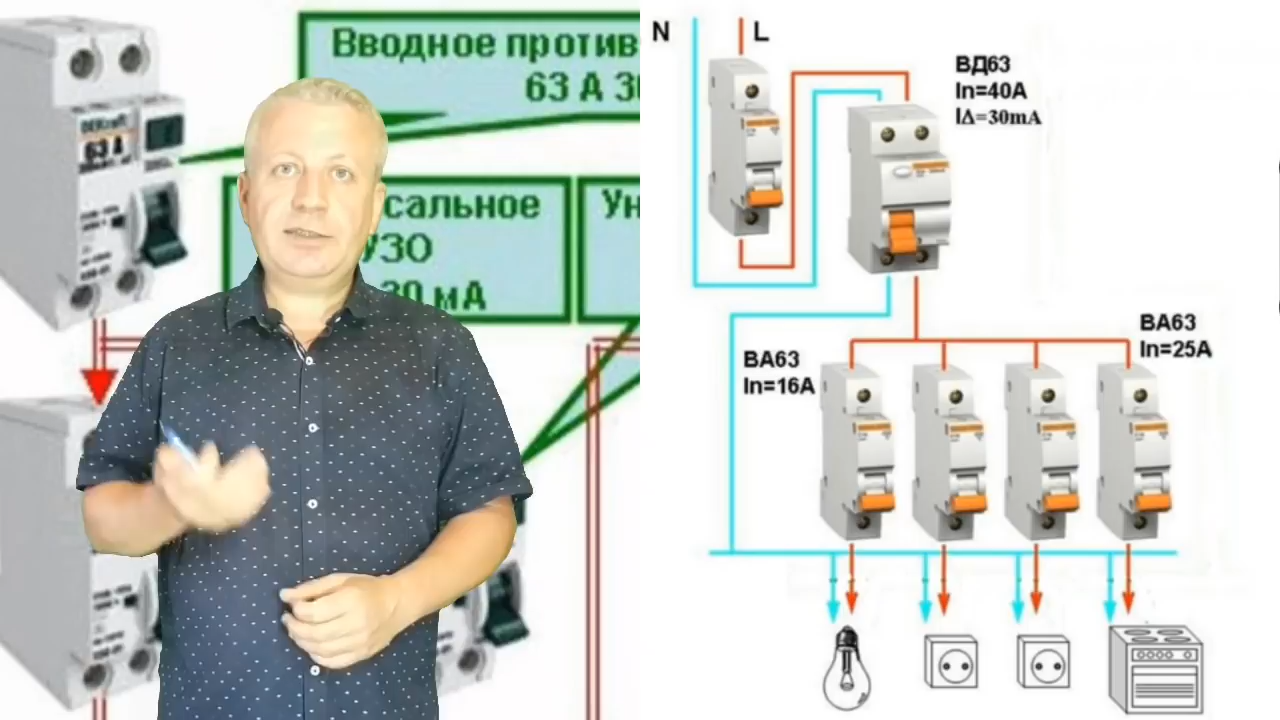 Вводное против
63 А 3
DEKraft
63 А
сальное
УЗО
30 мА
Ун
N
L
ВД63
In=40A
IΔ=30mA
ВА63
In=16A
ВА63
In=25A